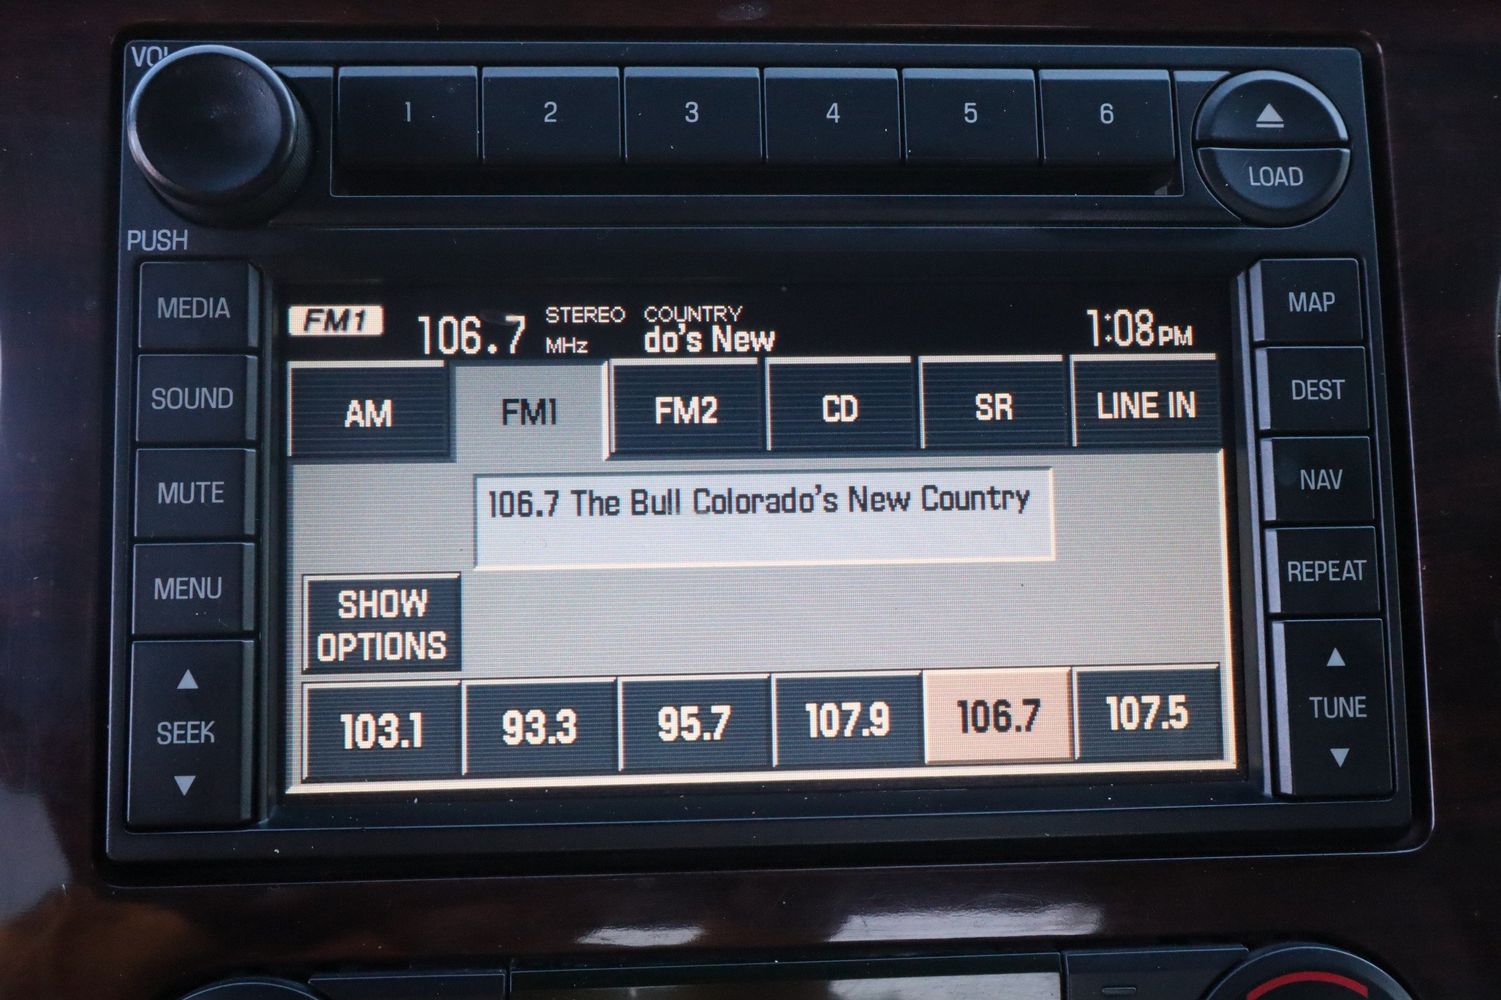 VOL
1 2 3 4 5 6
LOAD
PUSH
MEDIA
SOUND
MUTE
MENU
SEEK
FM1 106.7 STEREO COUNTRY
MHz do's New 1:08PM
AM FM1 FM2 CD SR LINE IN
106.7 The Bull Colorado's New Country
SHOW
OPTIONS
103.1 93.3 95.7 107.9 106.7 107.5
MAP
DEST
NAV
REPEAT
TUNE